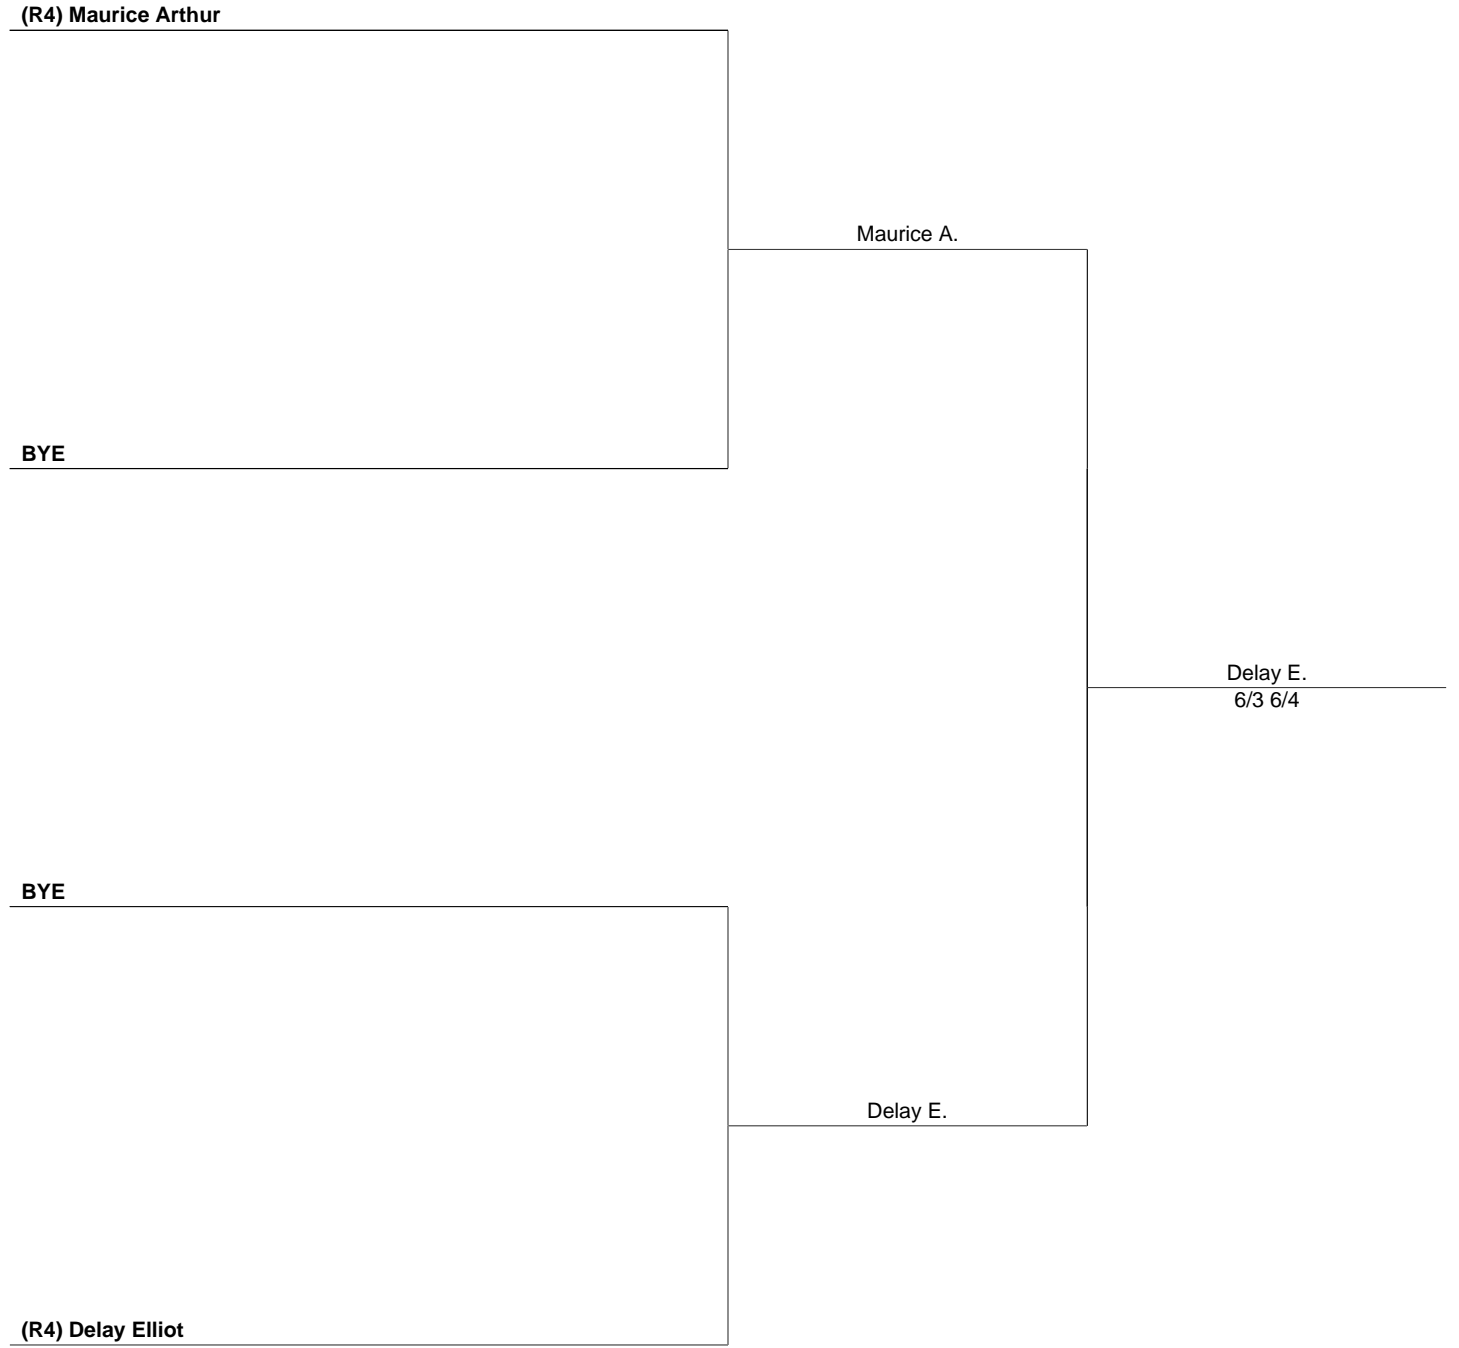 (R4) Maurice Arthur
Maurice A.
BYE
Delay E.
6/3 6/4
BYE
Delay E.
(R4) Delay Elliot